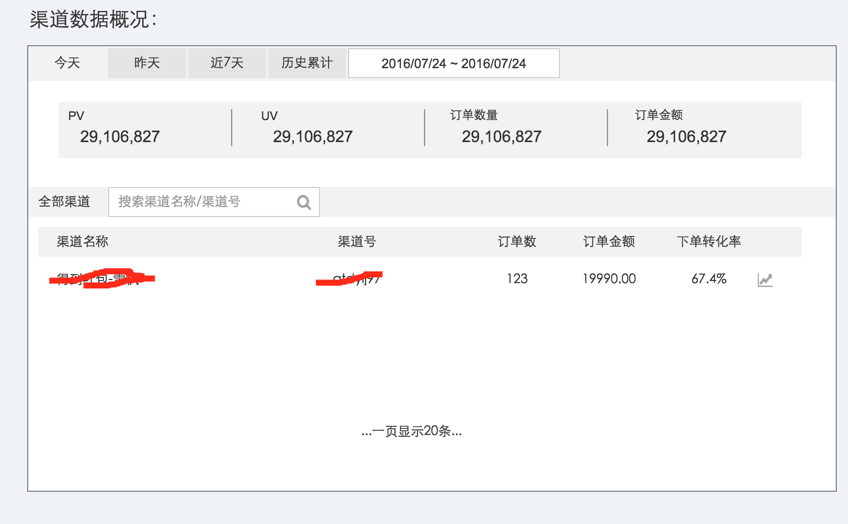 渠道数据概况：
今天 昨天 近7天 历史累计 2016/07/24 ~ 2016/07/24
PV UV 订单数量 订单金额
29,106,827 29,106,827 29,106,827 29,106,827
全部渠道 搜索渠道名称/渠道号
渠道名称 渠道号 订单数 订单金额 下单转化率
123 19990.00 67.4%
...一页显示20条...